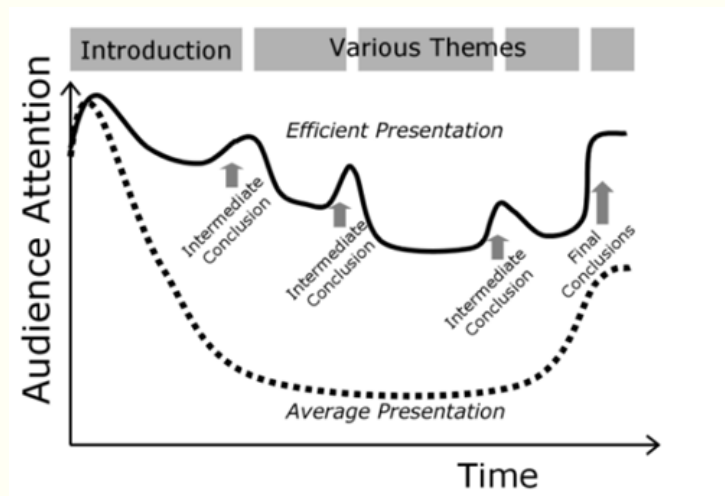 Introduction
Various Themes
Audience Attention
Efficient Presentation
Intermediate
Conclusion
Intermediate
Conclusion
Intermediate
Conclusion
Final
Conclusions
Average Presentation
Time